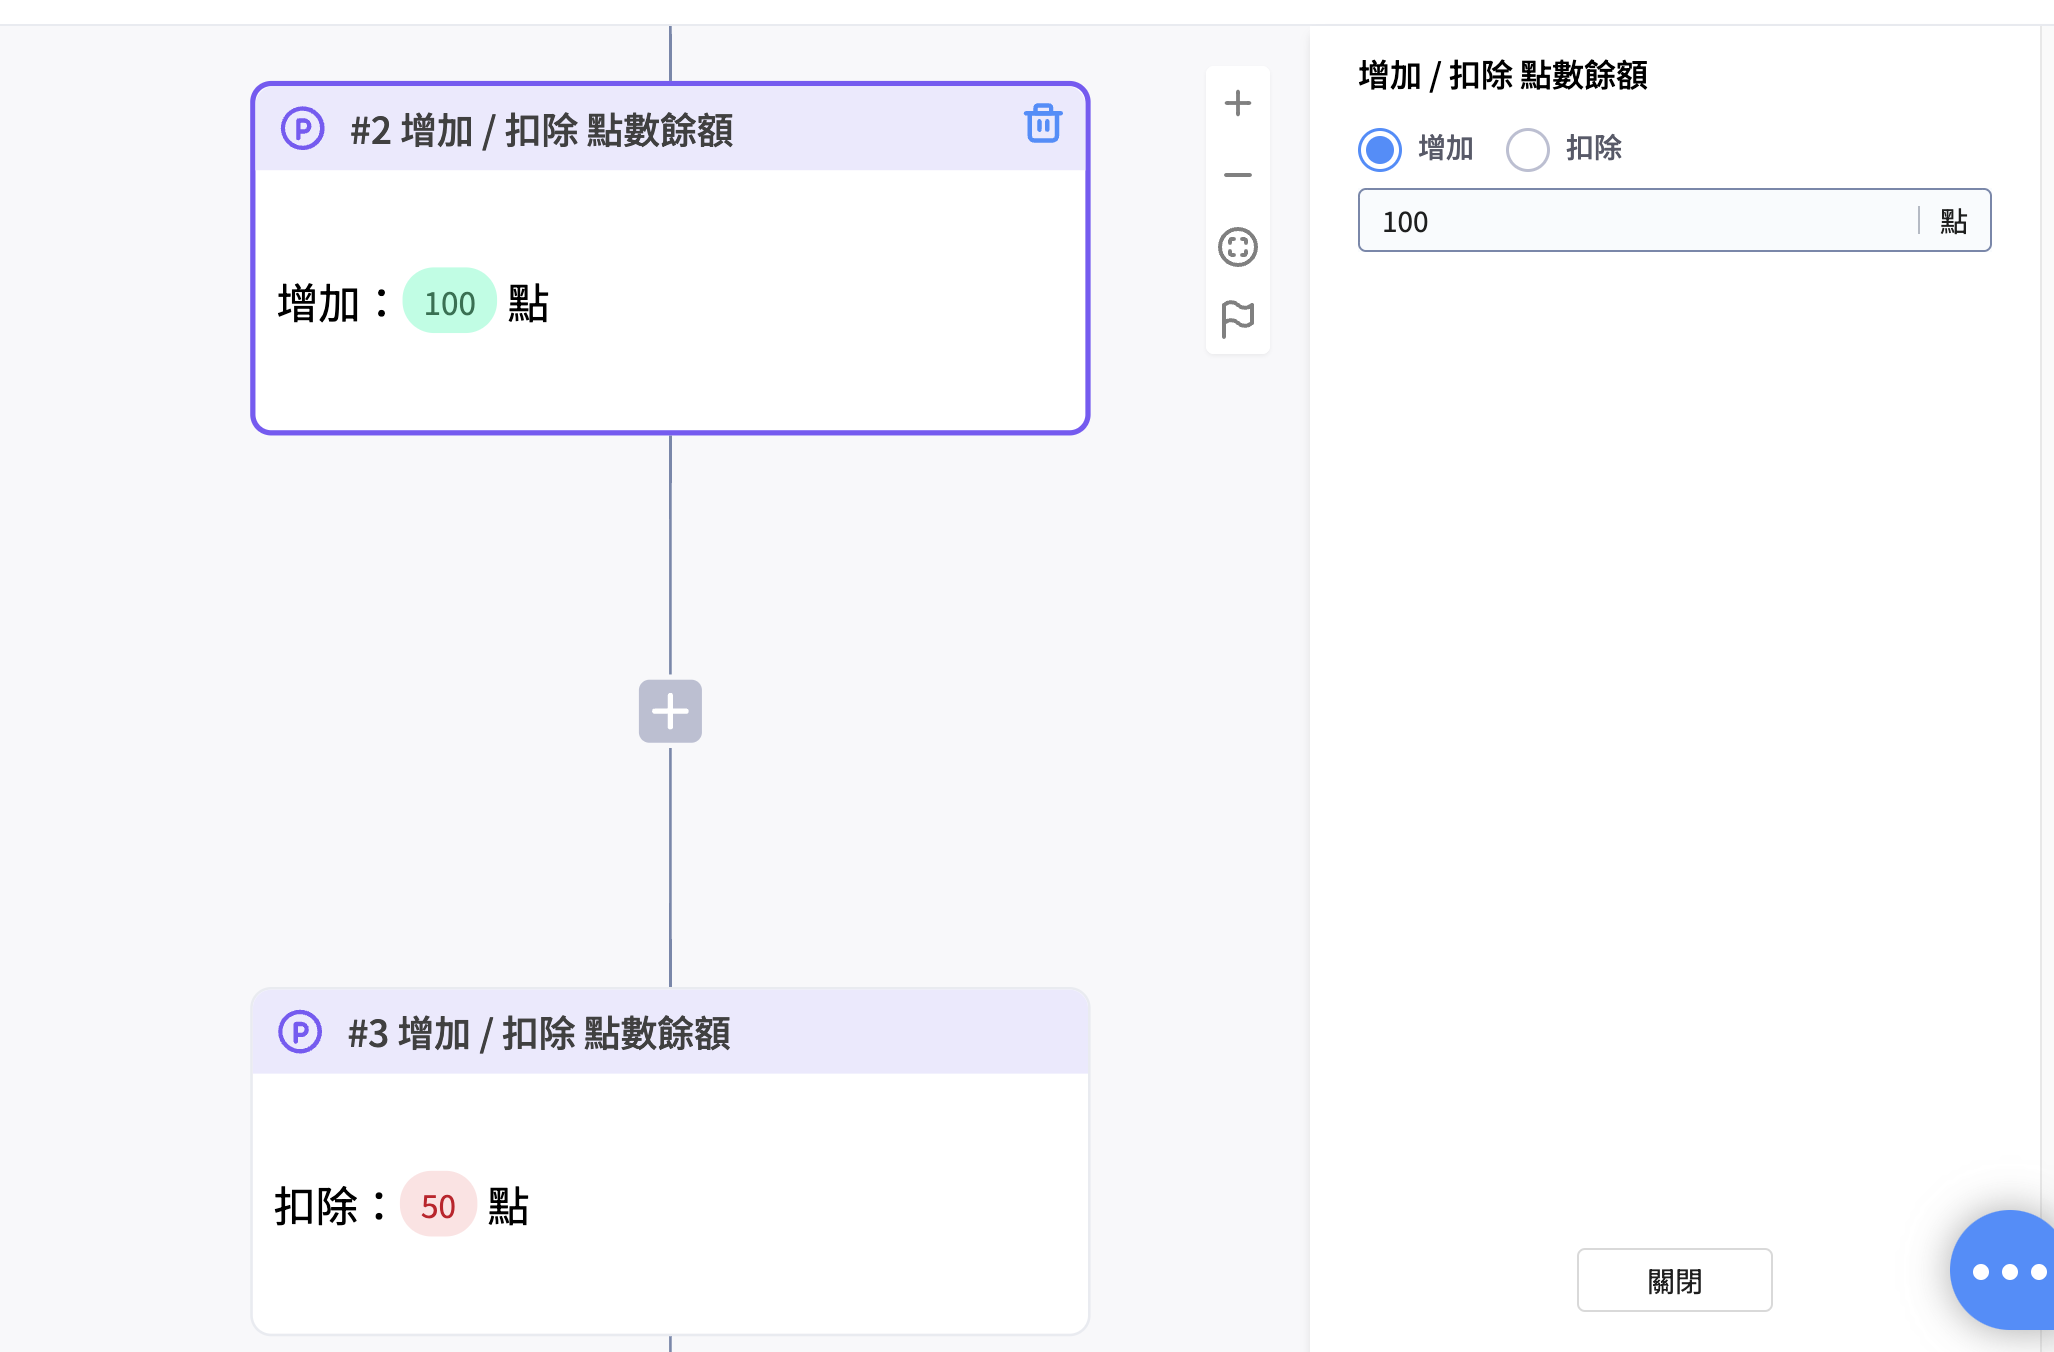 #2 增加 / 扣除 點數餘額
增加：100 點
#3 增加 / 扣除 點數餘額
扣除：50 點
增加 / 扣除 點數餘額
增加 扣除
100 點
關閉